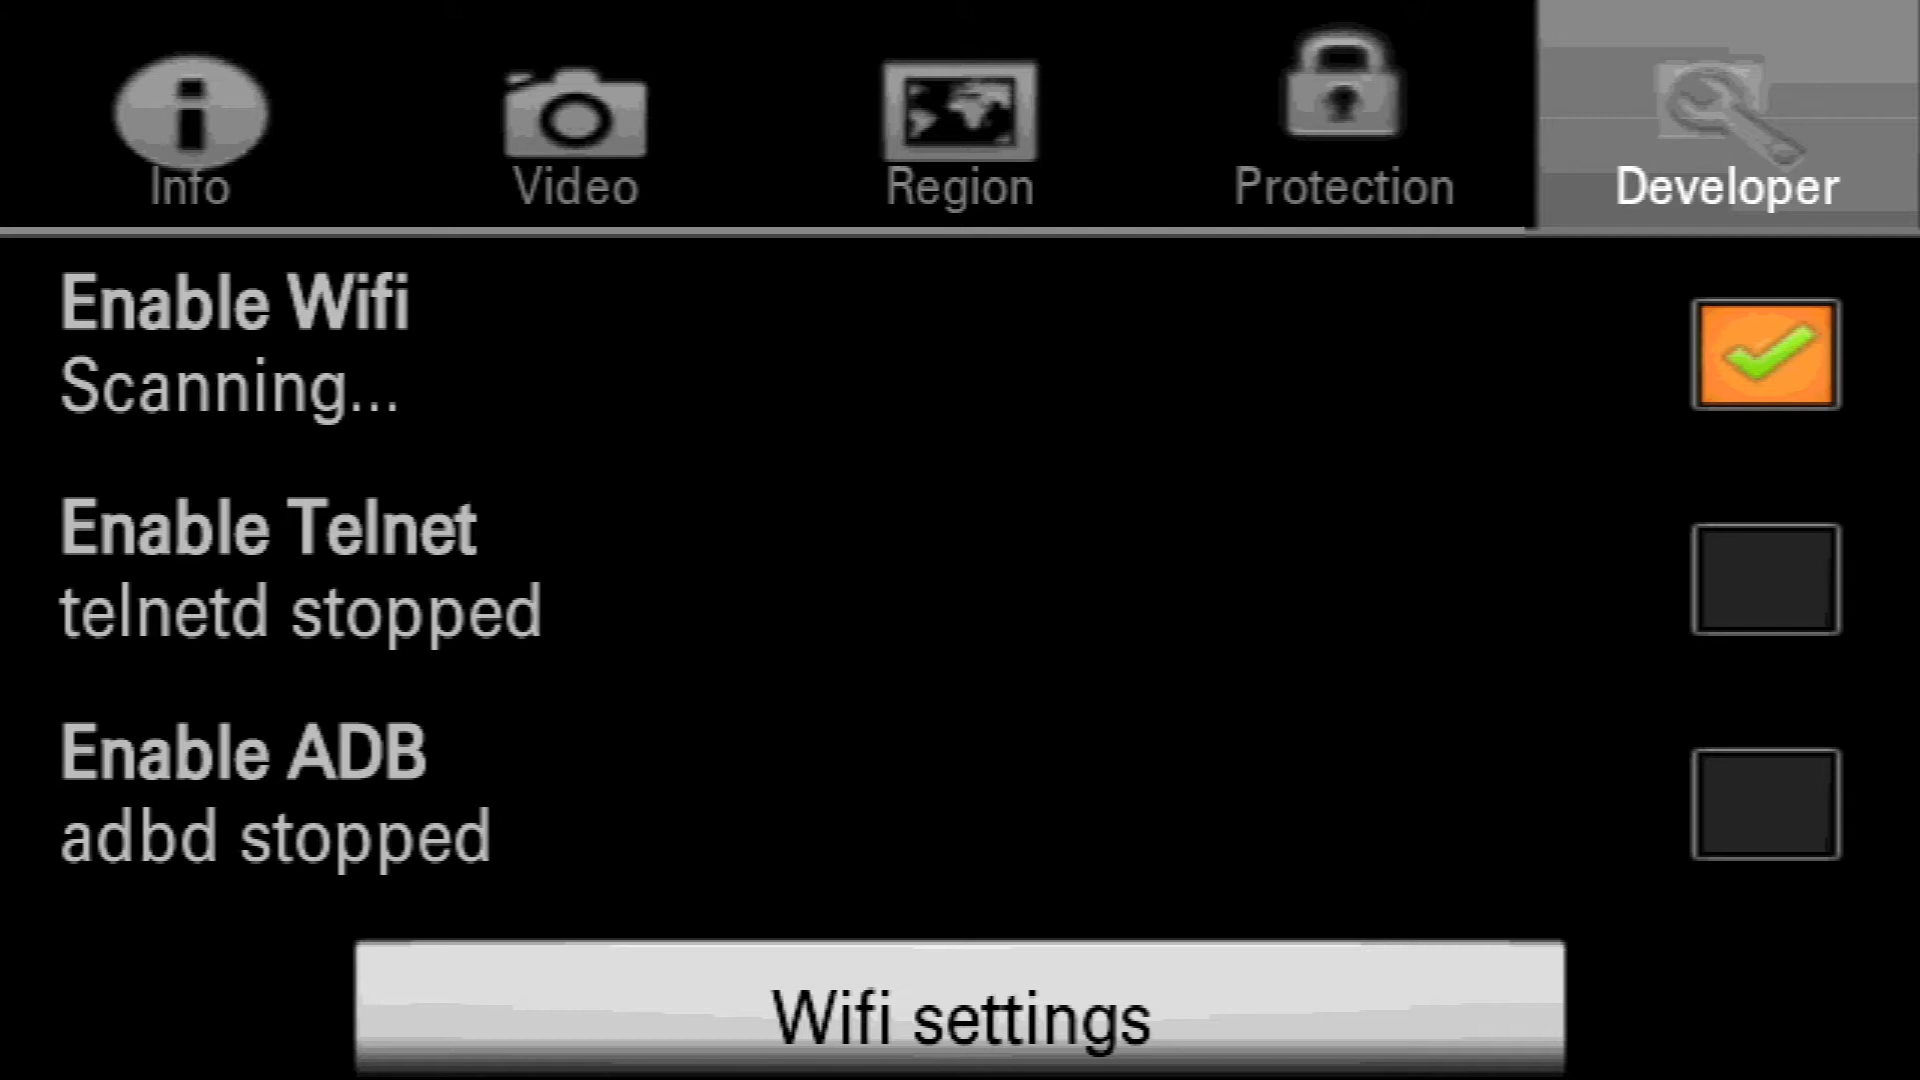 Info Video Region Protection Developer
Enable Wifi
Scanning...
Enable Telnet
telnetd stopped
Enable ADB
adbd stopped
Wifi settings